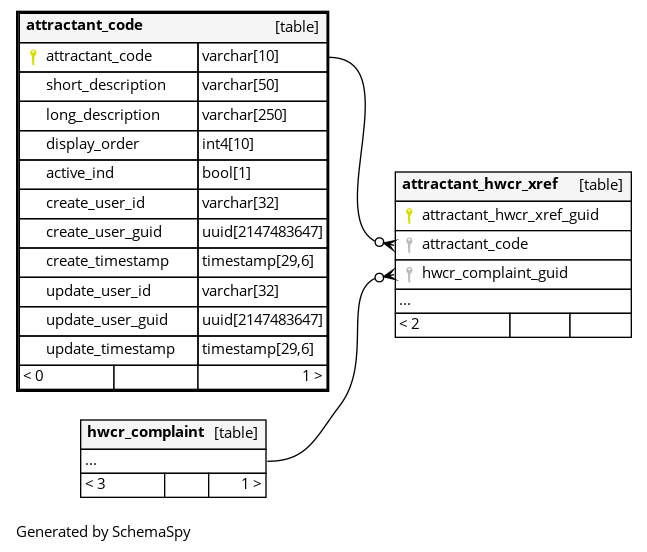 attractant_code [table]
attractant_code varchar[10]
short_description varchar[50]
long_description varchar[250]
display_order int4[10]
active_ind bool[1]
create_user_id varchar[32]
create_user_guid uuid[2147483647]
create_timestamp timestamp[29,6]
update_user_id varchar[32]
update_user_guid uuid[2147483647]
update_timestamp timestamp[29,6]
< 0 1 >
attractant_hwcr_xref [table]
attractant_hwcr_xref_guid
attractant_code
hwcr_complaint_guid
...
< 2
hwcr_complaint [table]
...
< 3 1 >
Generated by SchemaSpy